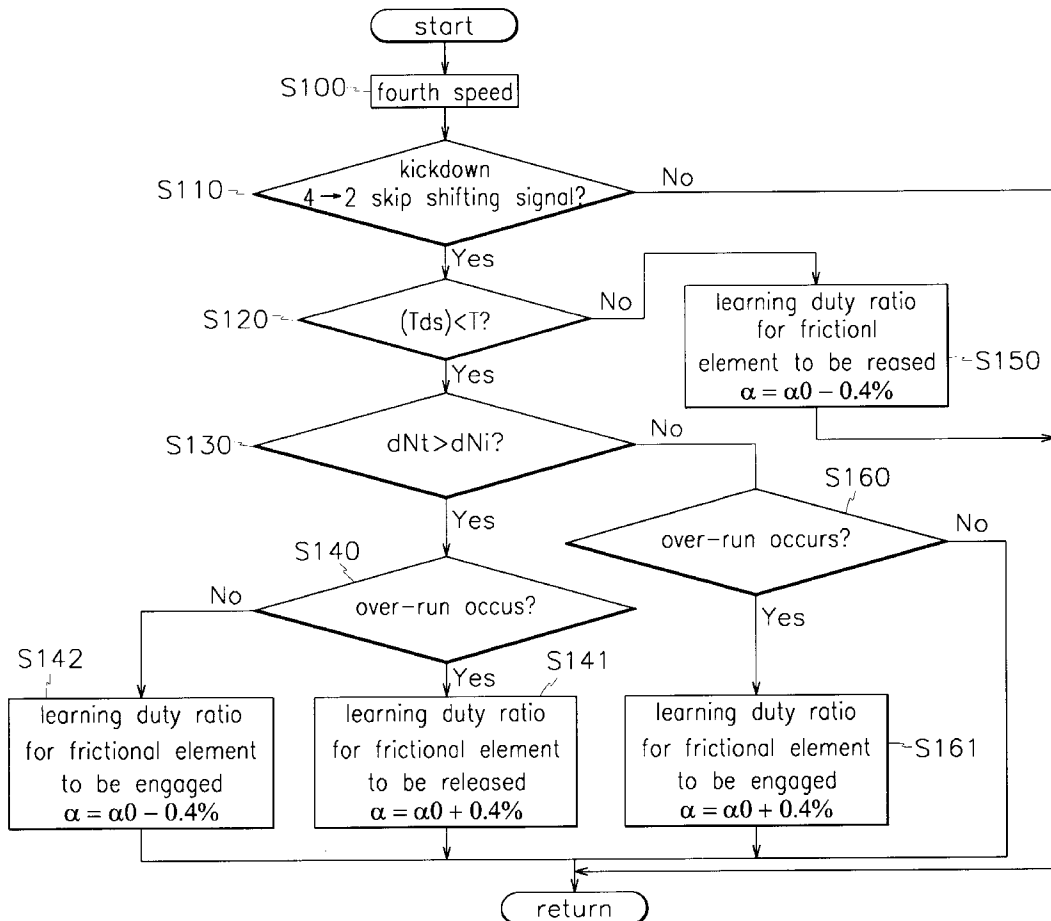 start
S100
fourth speed
kickdown
4→2 skip shifting signal?
S110
No
Yes
(Tds)<T?
S120
No
learning duty ratio
for frictionl
element to be reased
α = α0 − 0.4%
S150
Yes
dNt>dNi?
S130
No
Yes
S160
over-run occurs?
No
Yes
S140
over-run occus?
No
Yes
S142
learning duty ratio
for frictional element
to be engaged
α = α0 − 0.4%
S141
learning duty ratio
for frictional element
to be released
α = α0 + 0.4%
learning duty ratio
for frictional element
to be engaged
α = α0 + 0.4%
S161
return